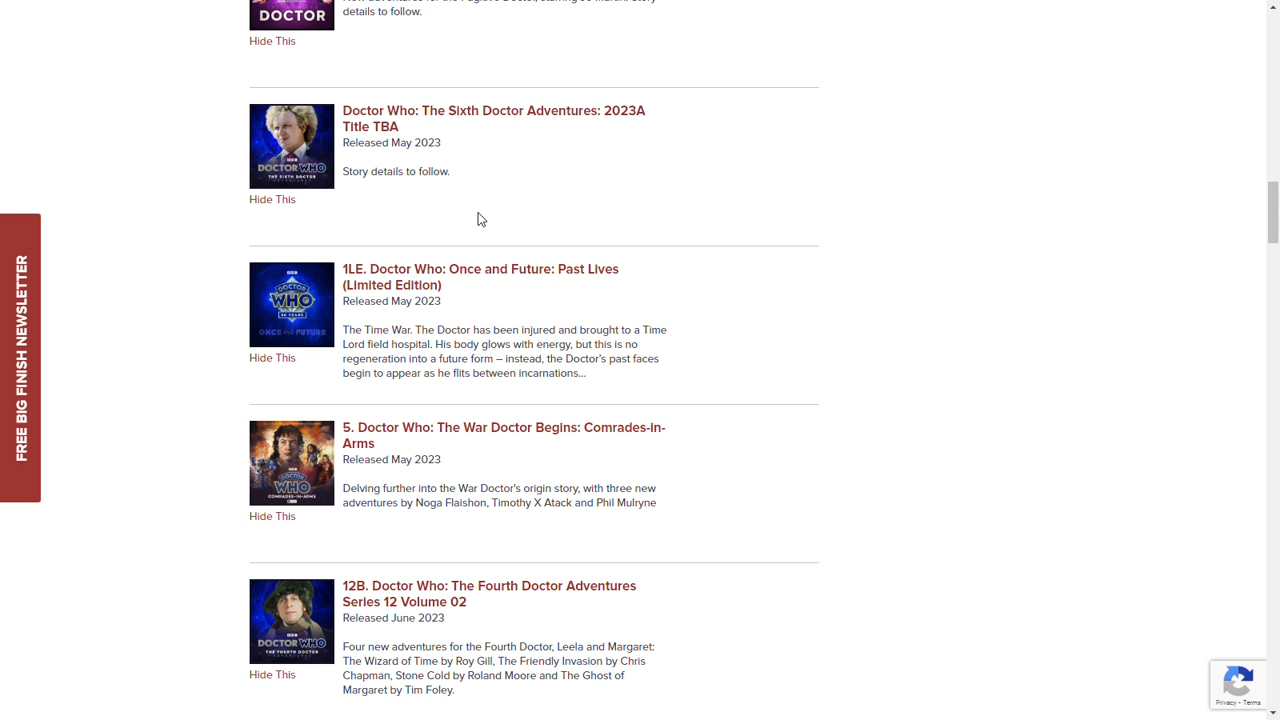 DOCTOR
details to follow.
Hide This
Doctor Who: The Sixth Doctor Adventures: 2023A
Title TBA
Released May 2023
Story details to follow.
DOCTOR WHO
THE SIXTH DOCTOR
ADVENTURES
Hide This
1LE. Doctor Who: Once and Future: Past Lives
(Limited Edition)
Released May 2023
The Time War. The Doctor has been injured and brought to a Time
Lord field hospital. His body glows with energy, but this is no
regeneration into a future form – instead, the Doctor's past faces
begin to appear as he flits between incarnations...
DOCTOR
WHO
60 YEARS
ONCE AND FUTURE
Hide This
5. Doctor Who: The War Doctor Begins: Comrades-in-
Arms
Released May 2023
Delving further into the War Doctor's origin story, with three new
adventures by Noga Flaishon, Timothy X Atack and Phil Mulryne
DOCTOR
WHO
COMRADES-IN-ARMS
Hide This
12B. Doctor Who: The Fourth Doctor Adventures
Series 12 Volume 02
Released June 2023
Four new adventures for the Fourth Doctor, Leela and Margaret:
The Wizard of Time by Roy Gill, The Friendly Invasion by Chris
Chapman, Stone Cold by Roland Moore and The Ghost of
Margaret by Tim Foley.
DOCTOR WHO
THE FOURTH DOCTOR
ADVENTURES
Hide This
FREE BIG FINISH NEWSLETTER
Privacy - Terms